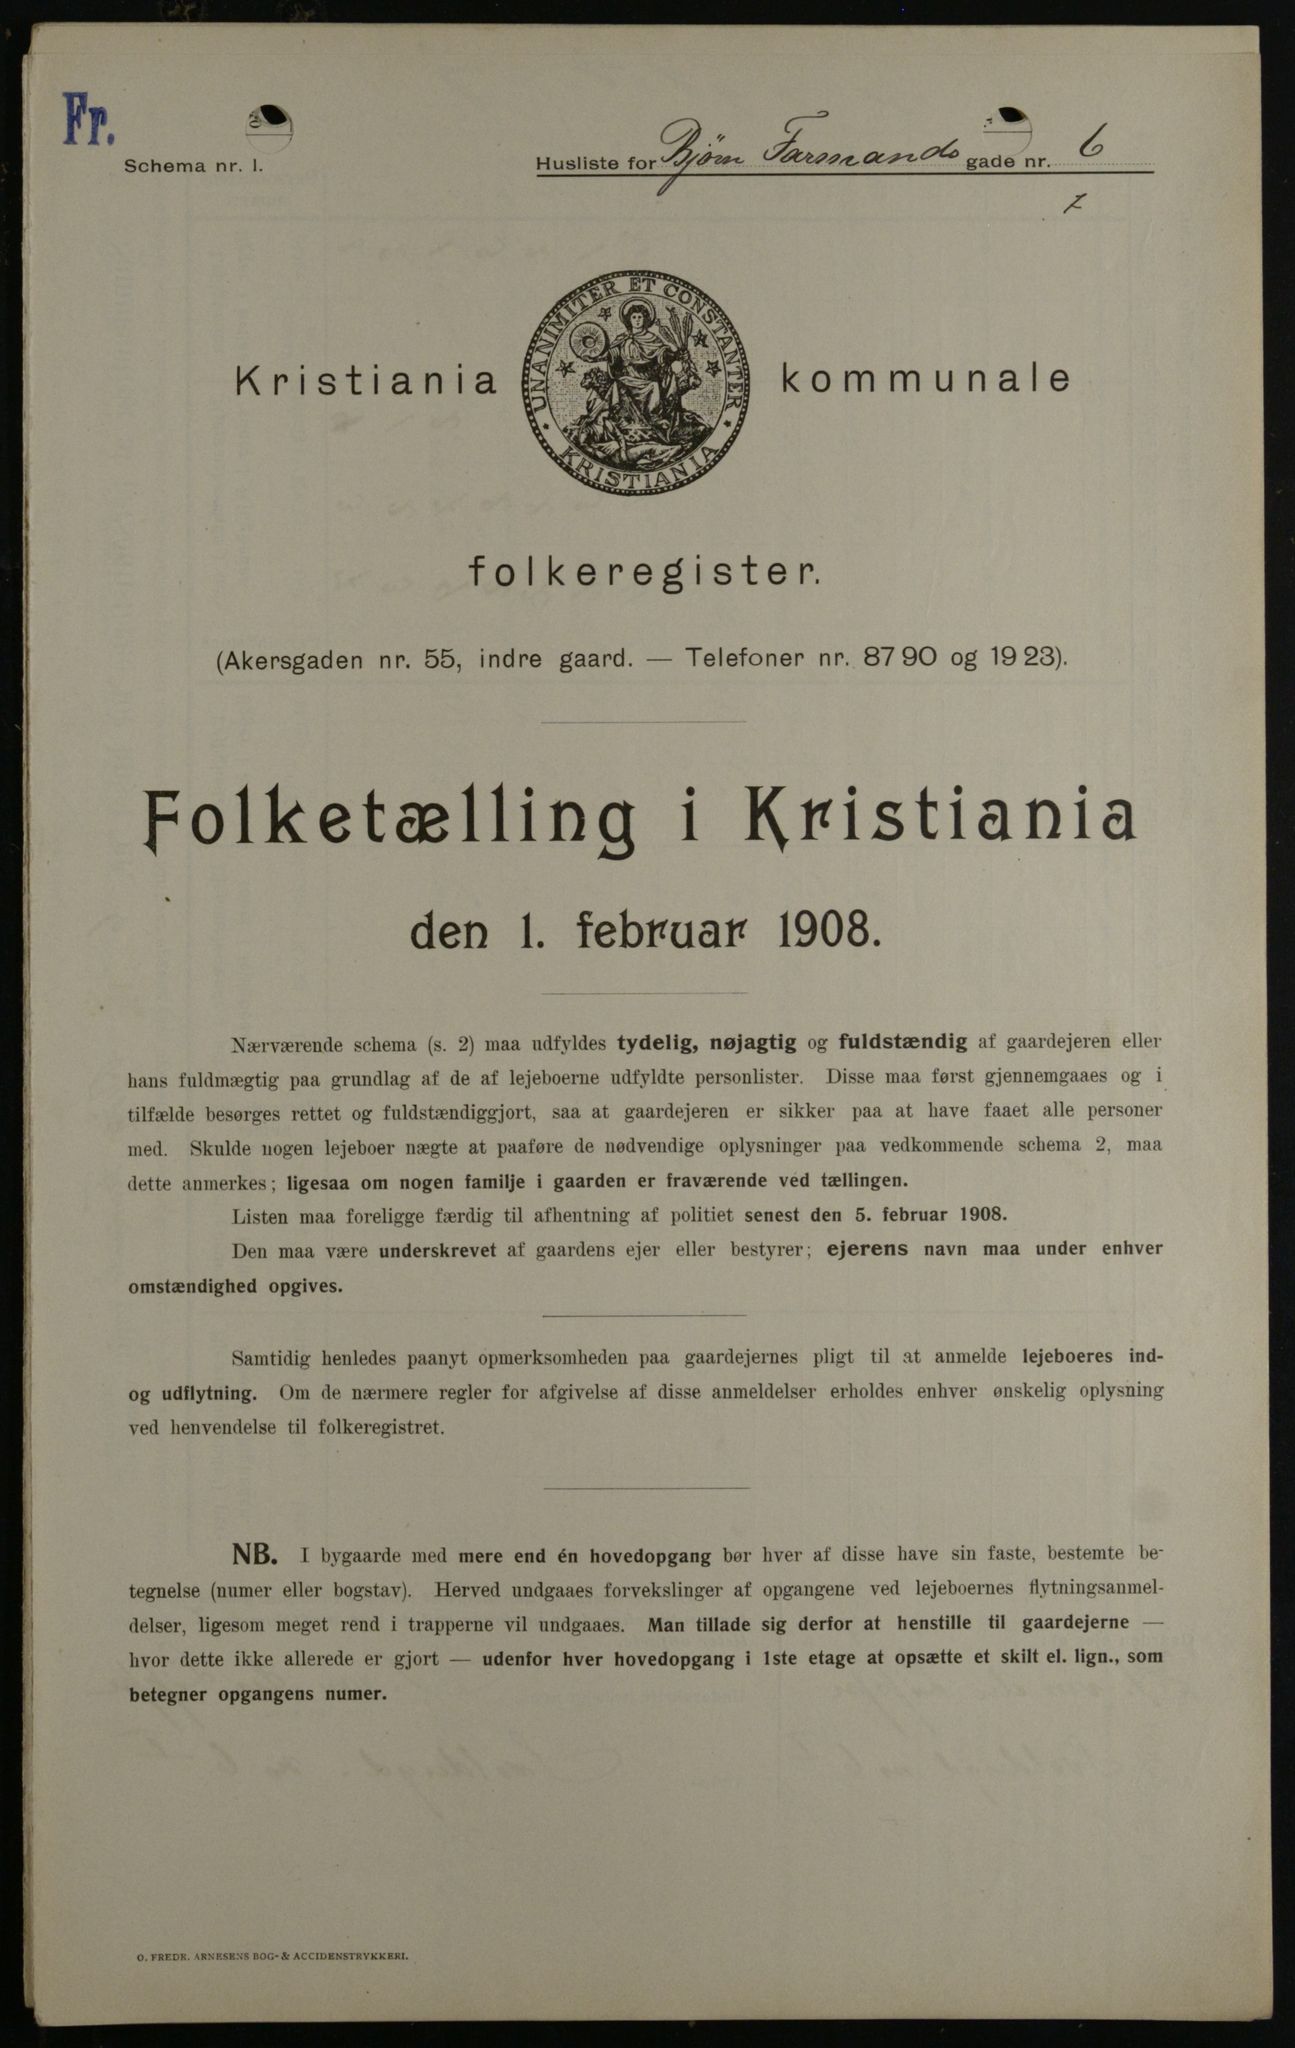 Fr.
Schema nr. 1.
Husliste for Bjørn Farmands gade nr. 6
7
Kristiania kommunale
UNANIMITER ET CONSTANTER
KRISTIANIA
folkeregister.
(Akersgaden nr. 55, indre gaard. — Telefoner nr. 87 90 og 19 23).
Folketælling i Kristiania
den 1. februar 1908.
Nærværende schema (s. 2) maa udfyldes tydelig, nøjagtig og fuldstændig af gaardejeren eller
hans fuldmægtig paa grundlag af de af lejeboerne udfyldte personlister. Disse maa først gjennemgaaes og i
tilfælde besørges rettet og fuldstændiggjort, saa at gaardejeren er sikker paa at have faaet alle personer
med. Skulde nogen lejeboer nægte at paaføre de nødvendige oplysninger paa vedkommende schema 2, maa
dette anmerkes; ligesaa om nogen familje i gaarden er fraværende ved tællingen.
Listen maa foreligge færdig til afhentning af politiet senest den 5. februar 1908.
Den maa være underskrevet af gaardens ejer eller bestyrer; ejerens navn maa under enhver
omstændighed opgives.
Samtidig henledes paanyt opmerksomheden paa gaardejernes pligt til at anmelde lejeboeres ind-
og udflytning. Om de nærmere regler for afgivelse af disse anmeldelser erholdes enhver ønskelig oplysning
ved henvendelse til folkeregistret.
NB. I bygaarde med mere end én hovedopgang bør hver af disse have sin faste, bestemte be-
tegnelse (numer eller bogstav). Herved undgaaes forvekslinger af opgangene ved lejeboernes flytningsanmel-
delser, ligesom meget rend i trapperne vil undgaaes. Man tillade sig derfor at henstille til gaardejerne —
hvor dette ikke allerede er gjort — udenfor hver hovedopgang i 1ste etage at opsætte et skilt el. lign., som
betegner opgangens numer.
O. FREDR. ARNESENS BOG- & ACCIDENSTRYKKERI.